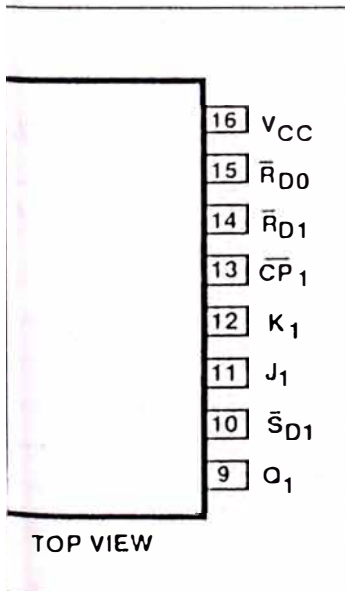 16 VCC
15 R̅D0
14 R̅D1
13 C̅P̅1
12 K1
11 J1
10 S̅D1
9 Q1
TOP VIEW